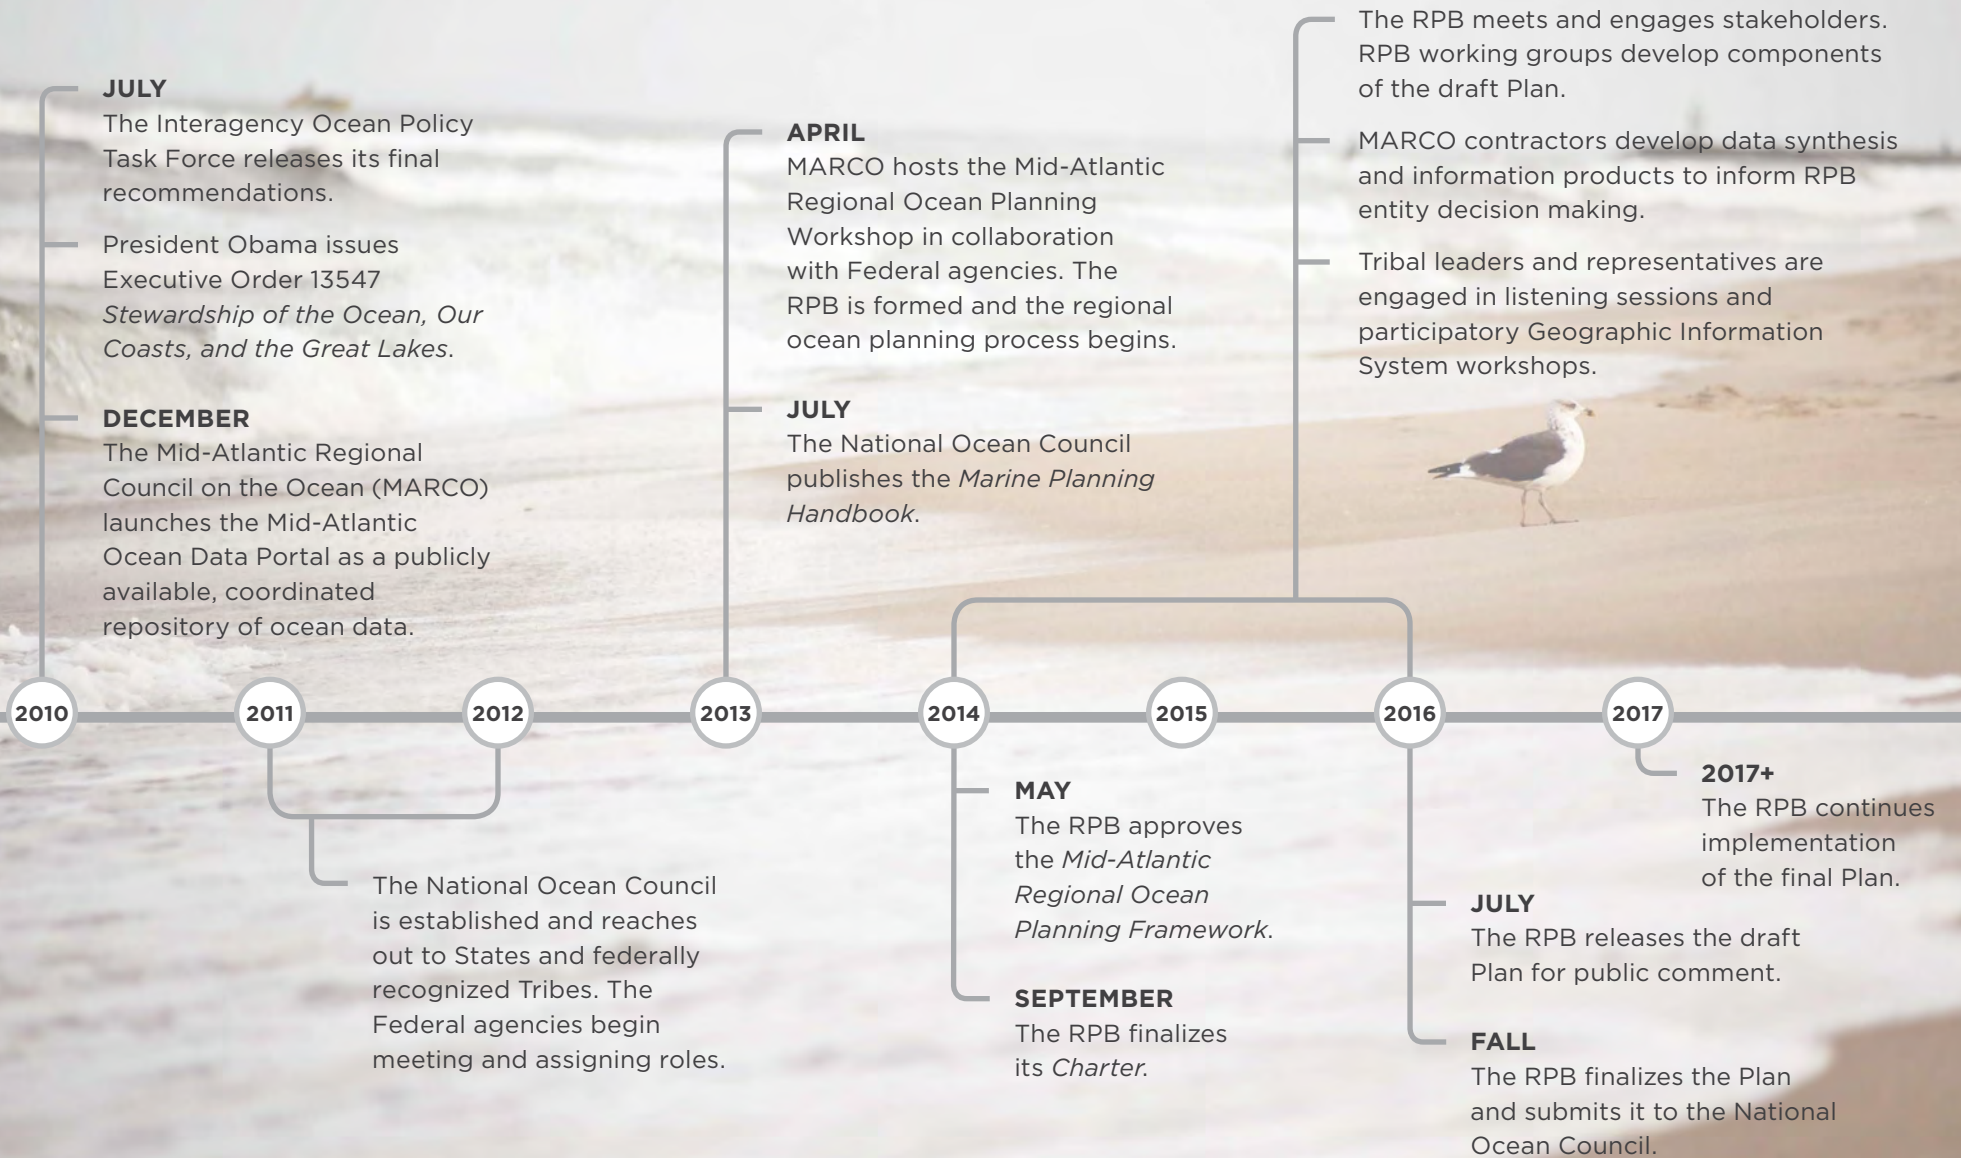 JULY
The Interagency Ocean Policy
Task Force releases its final
recommendations.
President Obama issues
Executive Order 13547
Stewardship of the Ocean, Our
Coasts, and the Great Lakes.
DECEMBER
The Mid-Atlantic Regional
Council on the Ocean (MARCO)
launches the Mid-Atlantic
Ocean Data Portal as a publicly
available, coordinated
repository of ocean data.
APRIL
MARCO hosts the Mid-Atlantic
Regional Ocean Planning
Workshop in collaboration
with Federal agencies. The
RPB is formed and the regional
ocean planning process begins.
JULY
The National Ocean Council
publishes the Marine Planning
Handbook.
The RPB meets and engages stakeholders.
RPB working groups develop components
of the draft Plan.
MARCO contractors develop data synthesis
and information products to inform RPB
entity decision making.
Tribal leaders and representatives are
engaged in listening sessions and
participatory Geographic Information
System workshops.
2010
2011
2012
2013
2014
2015
2016
2017
The National Ocean Council
is established and reaches
out to States and federally
recognized Tribes. The
Federal agencies begin
meeting and assigning roles.
MAY
The RPB approves
the Mid-Atlantic
Regional Ocean
Planning Framework.
SEPTEMBER
The RPB finalizes
its Charter.
JULY
The RPB releases the draft
Plan for public comment.
FALL
The RPB finalizes the Plan
and submits it to the National
Ocean Council.
2017+
The RPB continues
implementation
of the final Plan.